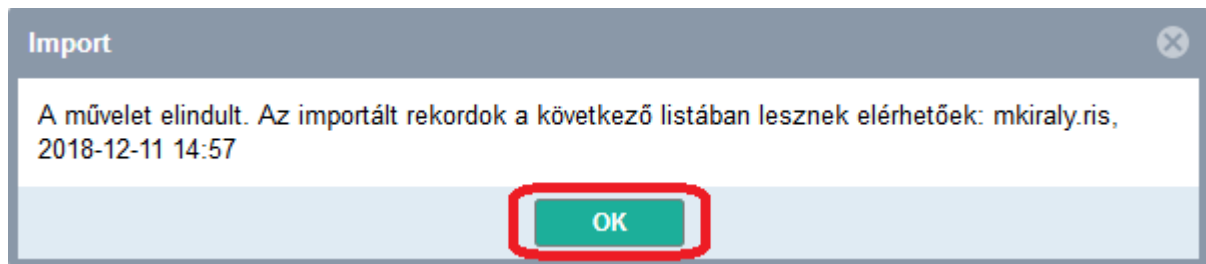 Import
A művelet elindult. Az importált rekordok a következő listában lesznek elérhetőek: mkiraly.ris,
2018-12-11 14:57
OK